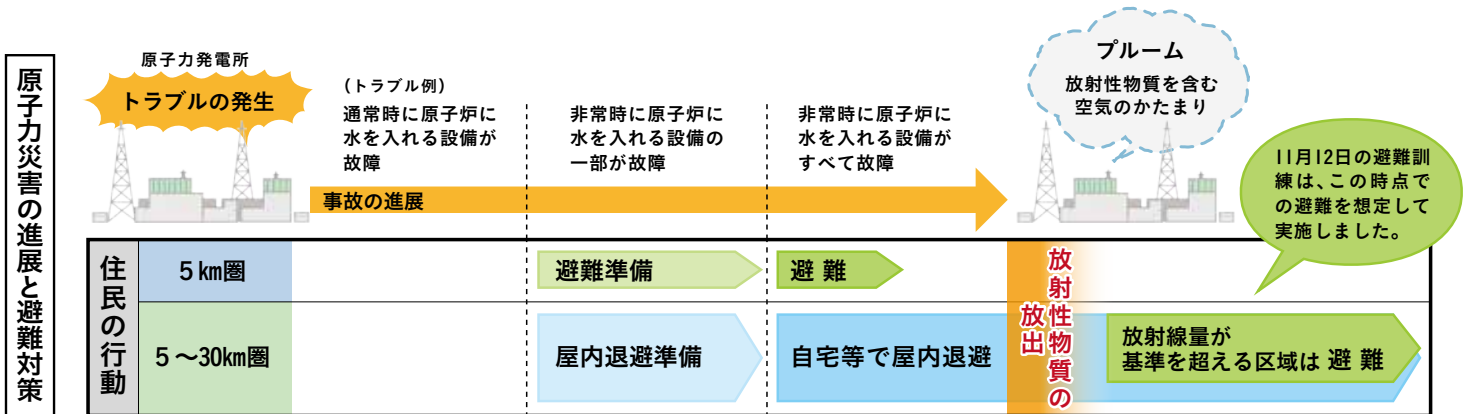 原子力災害の進展と避難対策
原子力発電所
トラブルの発生
(トラブル例)
通常時に原子炉に
水を入れる設備が
故障
非常時に原子炉に
水を入れる設備の
一部が故障
非常時に原子炉に
水を入れる設備が
すべて故障
プルーム
放射性物質を含む
空気のかたまり
11月12日の避難訓
練は、この時点で
の避難を想定して
実施しました。
事故の進展
住民の行動
5km圏
避難準備
避難
5～30km圏
屋内退避準備
自宅等で屋内退避
放射性物質の
放出
放射線量が
基準を超える区域は 避難